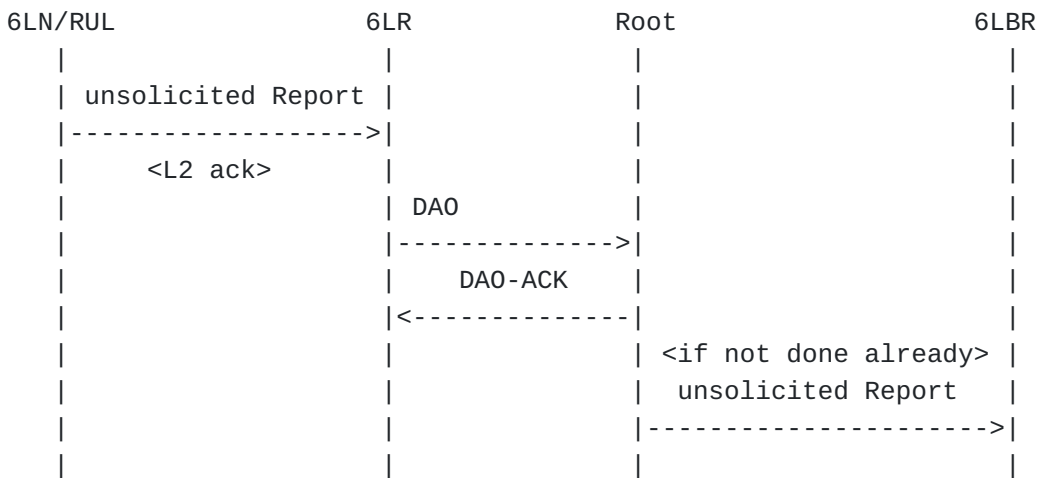 6LN/RUL 6LR Root 6LBR
unsolicited Report
<L2 ack>
DAO
DAO-ACK
<if not done already>
unsolicited Report